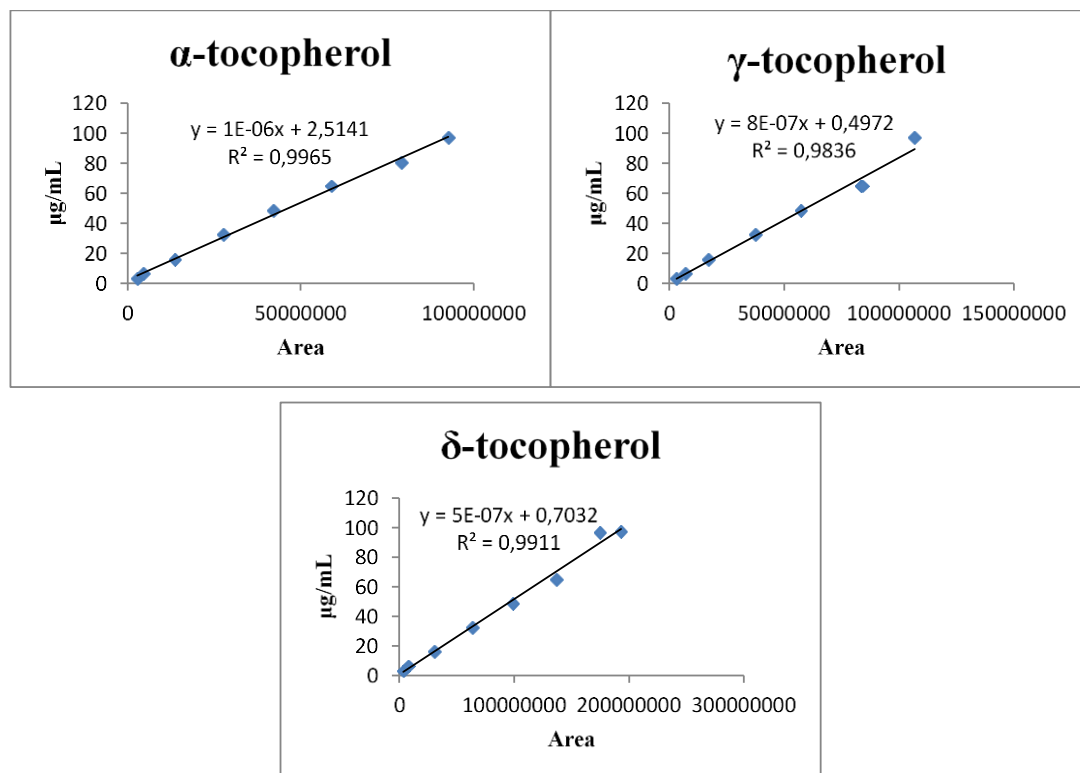 α-tocopherol
y = 1E-06x + 2,5141
R² = 0,9965
120
100
80
60
40
20
0
µg/mL
0 50000000 100000000
Area
γ-tocopherol
y = 8E-07x + 0,4972
R² = 0,9836
120
100
80
60
40
20
0
µg/mL
0 50000000 100000000 150000000
Area
δ-tocopherol
y = 5E-07x + 0,7032
R² = 0,9911
120
100
80
60
40
20
0
µg/mL
0 100000000 200000000 300000000
Area